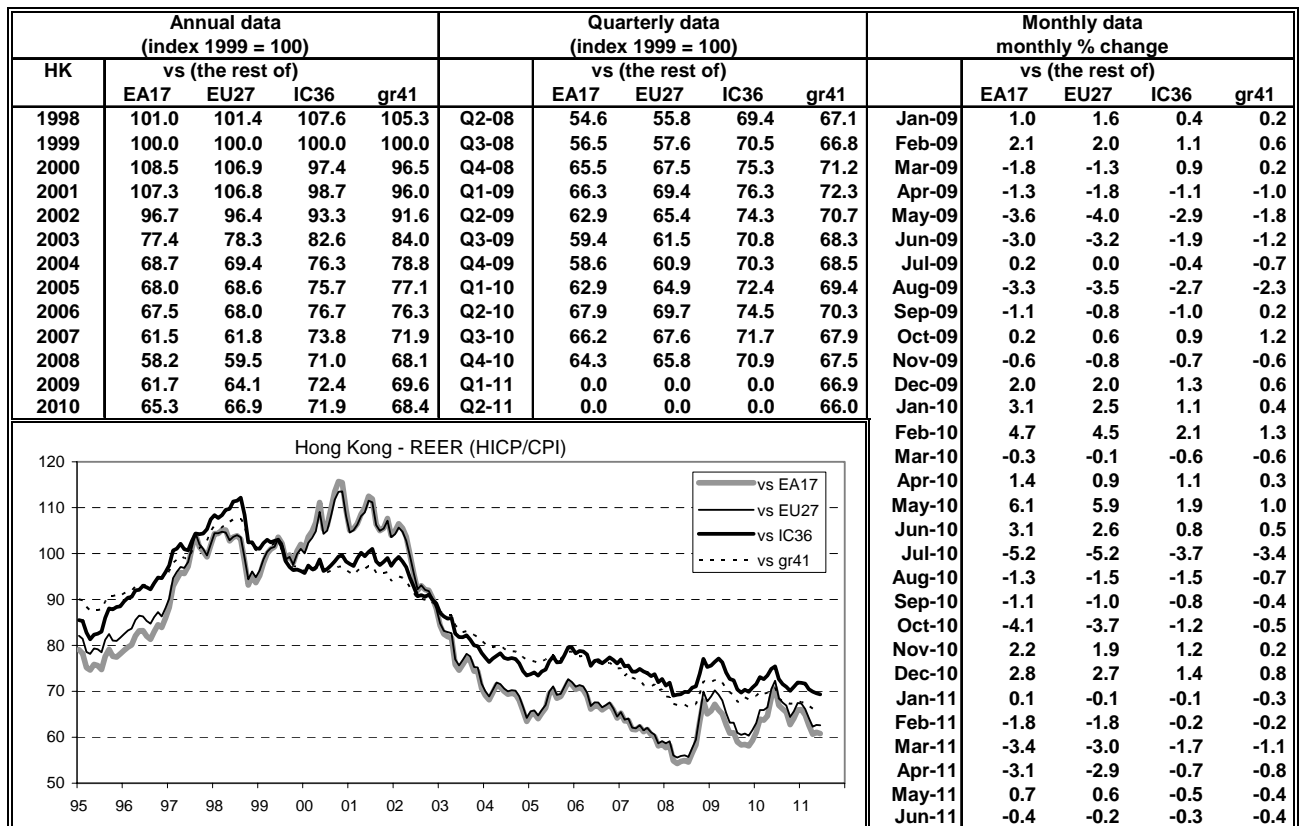 Annual data
(index 1999 = 100)
HK vs (the rest of)
EA17 EU27 IC36 gr41
1998 101.0 101.4 107.6 105.3
1999 100.0 100.0 100.0 100.0
2000 108.5 106.9 97.4 96.5
2001 107.3 106.8 98.7 96.0
2002 96.7 96.4 93.3 91.6
2003 77.4 78.3 82.6 84.0
2004 68.7 69.4 76.3 78.8
2005 68.0 68.6 75.7 77.1
2006 67.5 68.0 76.7 76.3
2007 61.5 61.8 73.8 71.9
2008 58.2 59.5 71.0 68.1
2009 61.7 64.1 72.4 69.6
2010 65.3 66.9 71.9 68.4
Quarterly data
(index 1999 = 100)
vs (the rest of)
EA17 EU27 IC36 gr41
Q2-08 54.6 55.8 69.4 67.1
Q3-08 56.5 57.6 70.5 66.8
Q4-08 65.5 67.5 75.3 71.2
Q1-09 66.3 69.4 76.3 72.3
Q2-09 62.9 65.4 74.3 70.7
Q3-09 59.4 61.5 70.8 68.3
Q4-09 58.6 60.9 70.3 68.5
Q1-10 62.9 64.9 72.4 69.4
Q2-10 67.9 69.7 74.5 70.3
Q3-10 66.2 67.6 71.7 67.9
Q4-10 64.3 65.8 70.9 67.5
Q1-11 0.0 0.0 0.0 66.9
Q2-11 0.0 0.0 0.0 66.0
Monthly data
monthly % change
vs (the rest of)
EA17 EU27 IC36 gr41
Jan-09 1.0 1.6 0.4 0.2
Feb-09 2.1 2.0 1.1 0.6
Mar-09 -1.8 -1.3 0.9 0.2
Apr-09 -1.3 -1.8 -1.1 -1.0
May-09 -3.6 -4.0 -2.9 -1.8
Jun-09 -3.0 -3.2 -1.9 -1.2
Jul-09 0.2 0.0 -0.4 -0.7
Aug-09 -3.3 -3.5 -2.7 -2.3
Sep-09 -1.1 -0.8 -1.0 0.2
Oct-09 0.2 0.6 0.9 1.2
Nov-09 -0.6 -0.8 -0.7 -0.6
Dec-09 2.0 2.0 1.3 0.6
Jan-10 3.1 2.5 1.1 0.4
Feb-10 4.7 4.5 2.1 1.3
Mar-10 -0.3 -0.1 -0.6 -0.6
Apr-10 1.4 0.9 1.1 0.3
May-10 6.1 5.9 1.9 1.0
Jun-10 3.1 2.6 0.8 0.5
Jul-10 -5.2 -5.2 -3.7 -3.4
Aug-10 -1.3 -1.5 -1.5 -0.7
Sep-10 -1.1 -1.0 -0.8 -0.4
Oct-10 -4.1 -3.7 -1.2 -0.5
Nov-10 2.2 1.9 1.2 0.2
Dec-10 2.8 2.7 1.4 0.8
Jan-11 0.1 -0.1 -0.1 -0.3
Feb-11 -1.8 -1.8 -0.2 -0.2
Mar-11 -3.4 -3.0 -1.7 -1.1
Apr-11 -3.1 -2.9 -0.7 -0.8
May-11 0.7 0.6 -0.5 -0.4
Jun-11 -0.4 -0.2 -0.3 -0.4
Hong Kong - REER (HICP/CPI)
120
110
100
90
80
70
60
50
vs EA17
vs EU27
vs IC36
vs gr41
95 96 97 98 99 00 01 02 03 04 05 06 07 08 09 10 11